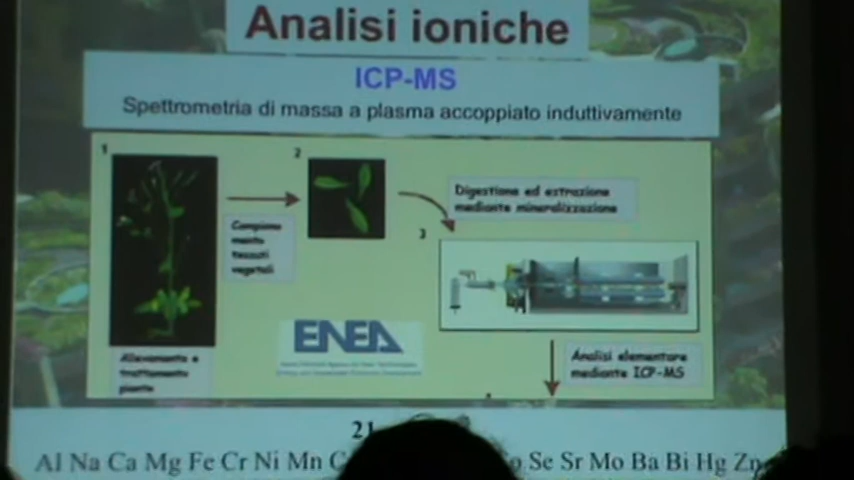 Analisi ioniche
ICP-MS
Spettrometria di massa a plasma accoppiato induttivamente
1
2
Digestione ed estrazione
mediante mineralizzazione
Campiona
mento
tessuti
vegetali
3
ENEA
Allevamento e
trattamento
piante
Analisi elementare
mediante ICP-MS
21
Al Na Ca Mg Fe Cr Ni Mn Se Sr Mo Ba Bi Hg Zn